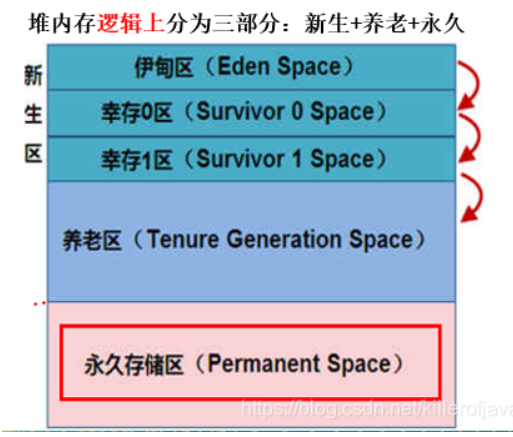 堆内存逻辑上分为三部分：新生+养老+永久
新生区
伊甸区（Eden Space）
幸存0区（Survivor 0 Space）
幸存1区（Survivor 1 Space）
养老区（Tenure Generation Space）
永久存储区（Permanent Space）
https://blog.csdn.net/killerofjava